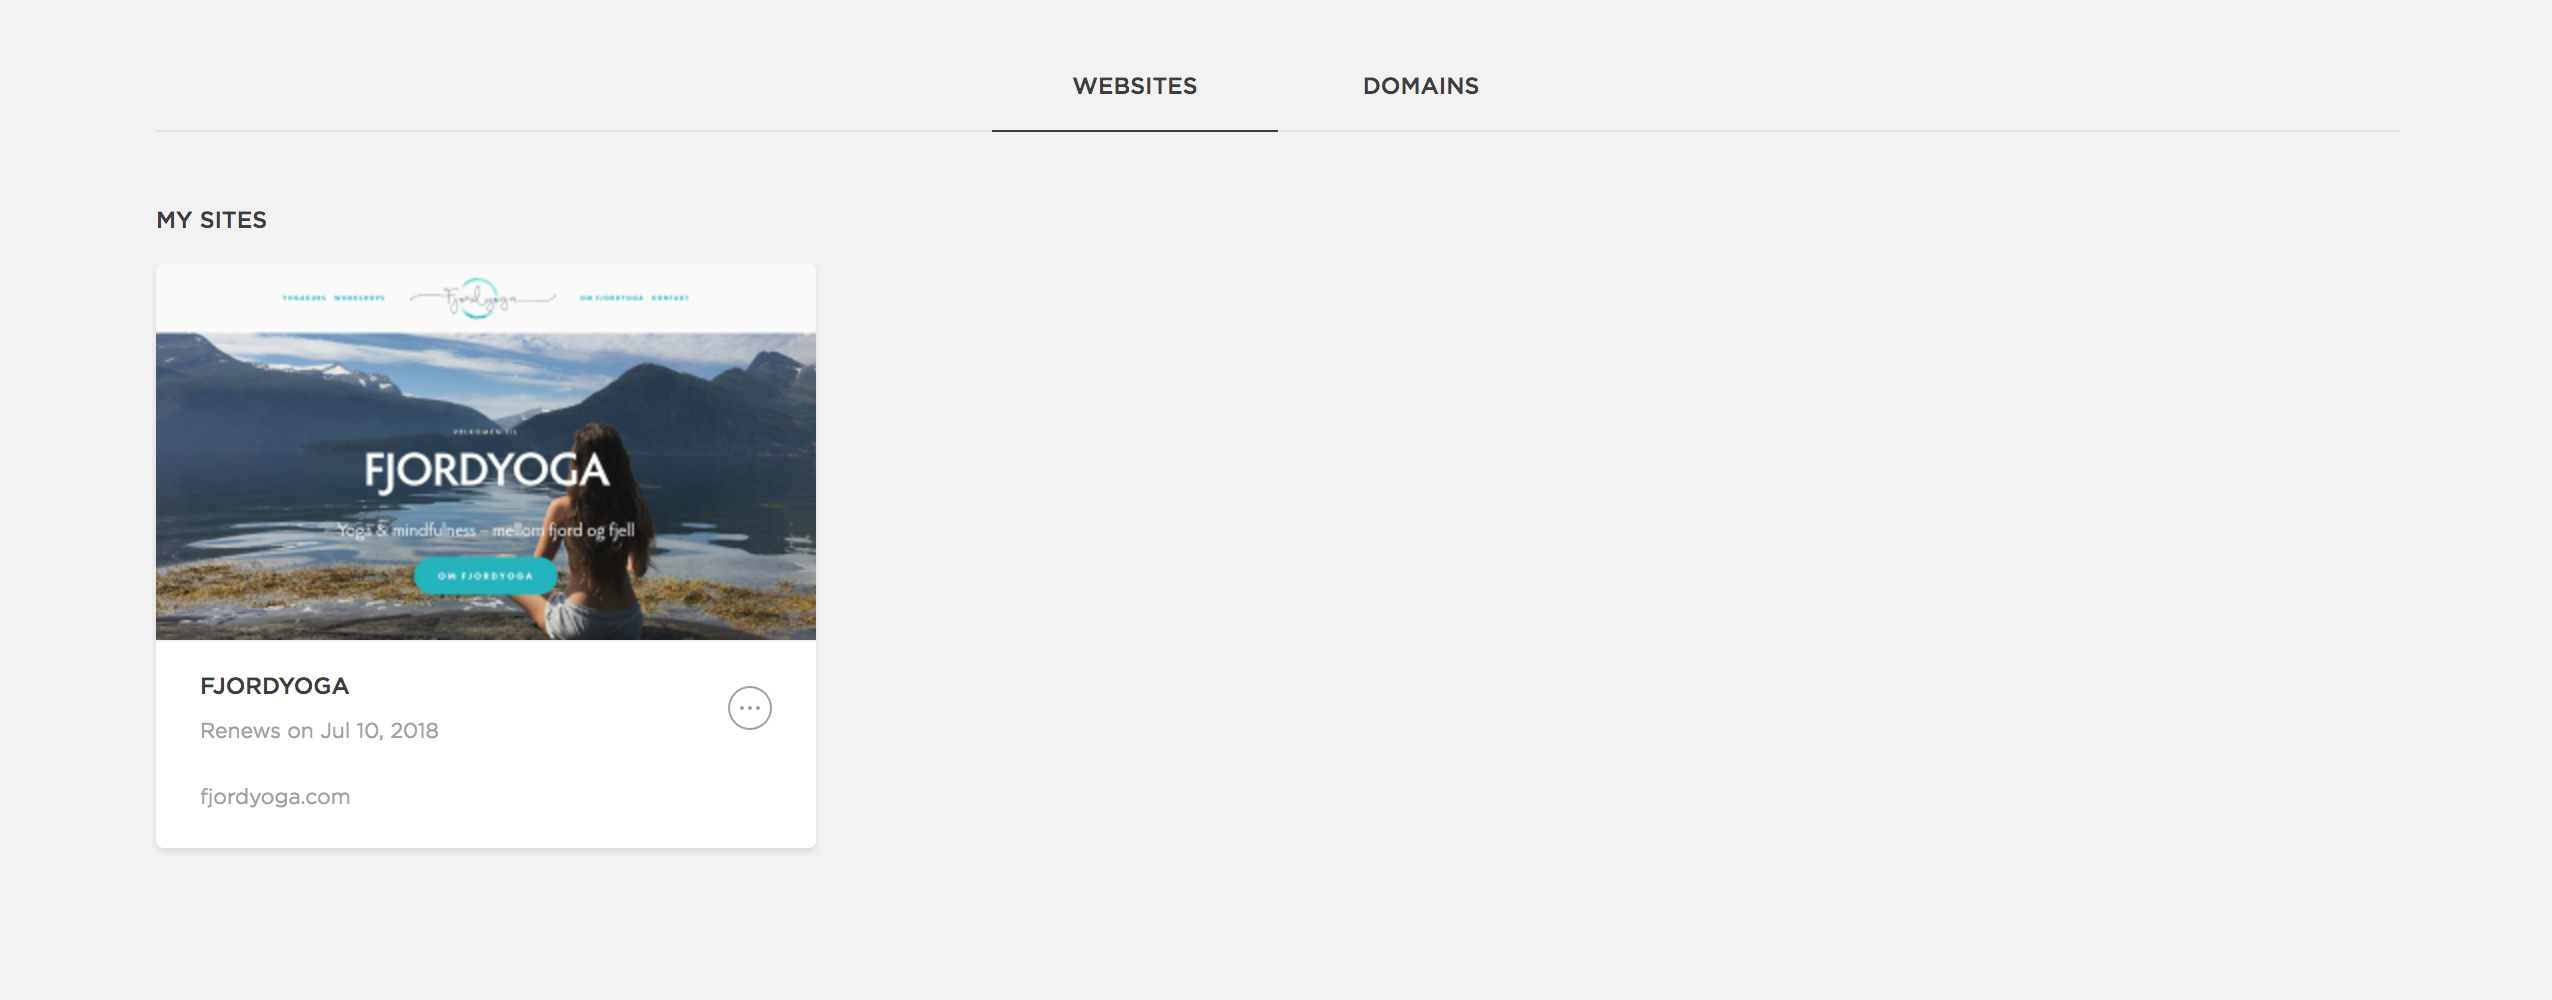 WEBSITES
DOMAINS
MY SITES
YOGAKURS WORKSHOPS
Fjordyoga
OM FJORDYOGA KONTAKT
VELKOMEN TIL
FJORDYOGA
Yoga & mindfulness – mellom fjord og fjell
OM FJORDYOGA
FJORDYOGA
Renews on Jul 10, 2018
fjordyoga.com